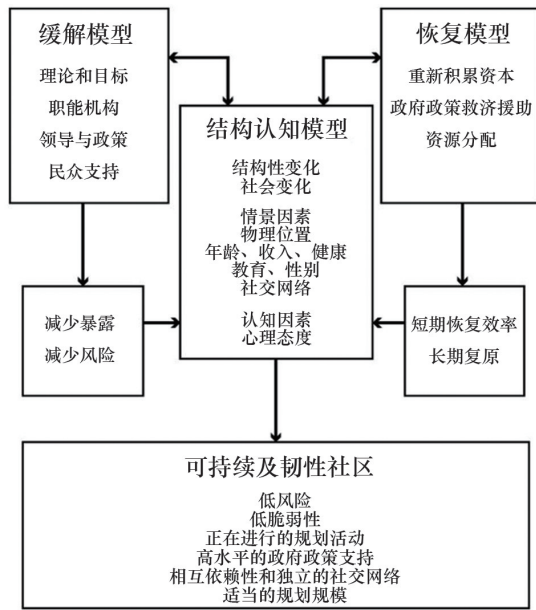 缓解模型
理论和目标
职能机构
领导与政策
民众支持
恢复模型
重新积累资本
政府政策救济援助
资源分配
结构认知模型
结构性变化
社会变化
情景因素
物理位置
年龄、收入、健康
教育、性别
社交网络
认知因素
心理态度
减少暴露
减少风险
短期恢复效率
长期复原
可持续及韧性社区
低风险
低脆弱性
正在进行的规划活动
高水平的政府政策支持
相互依赖性和独立的社交网络
适当的规划规模